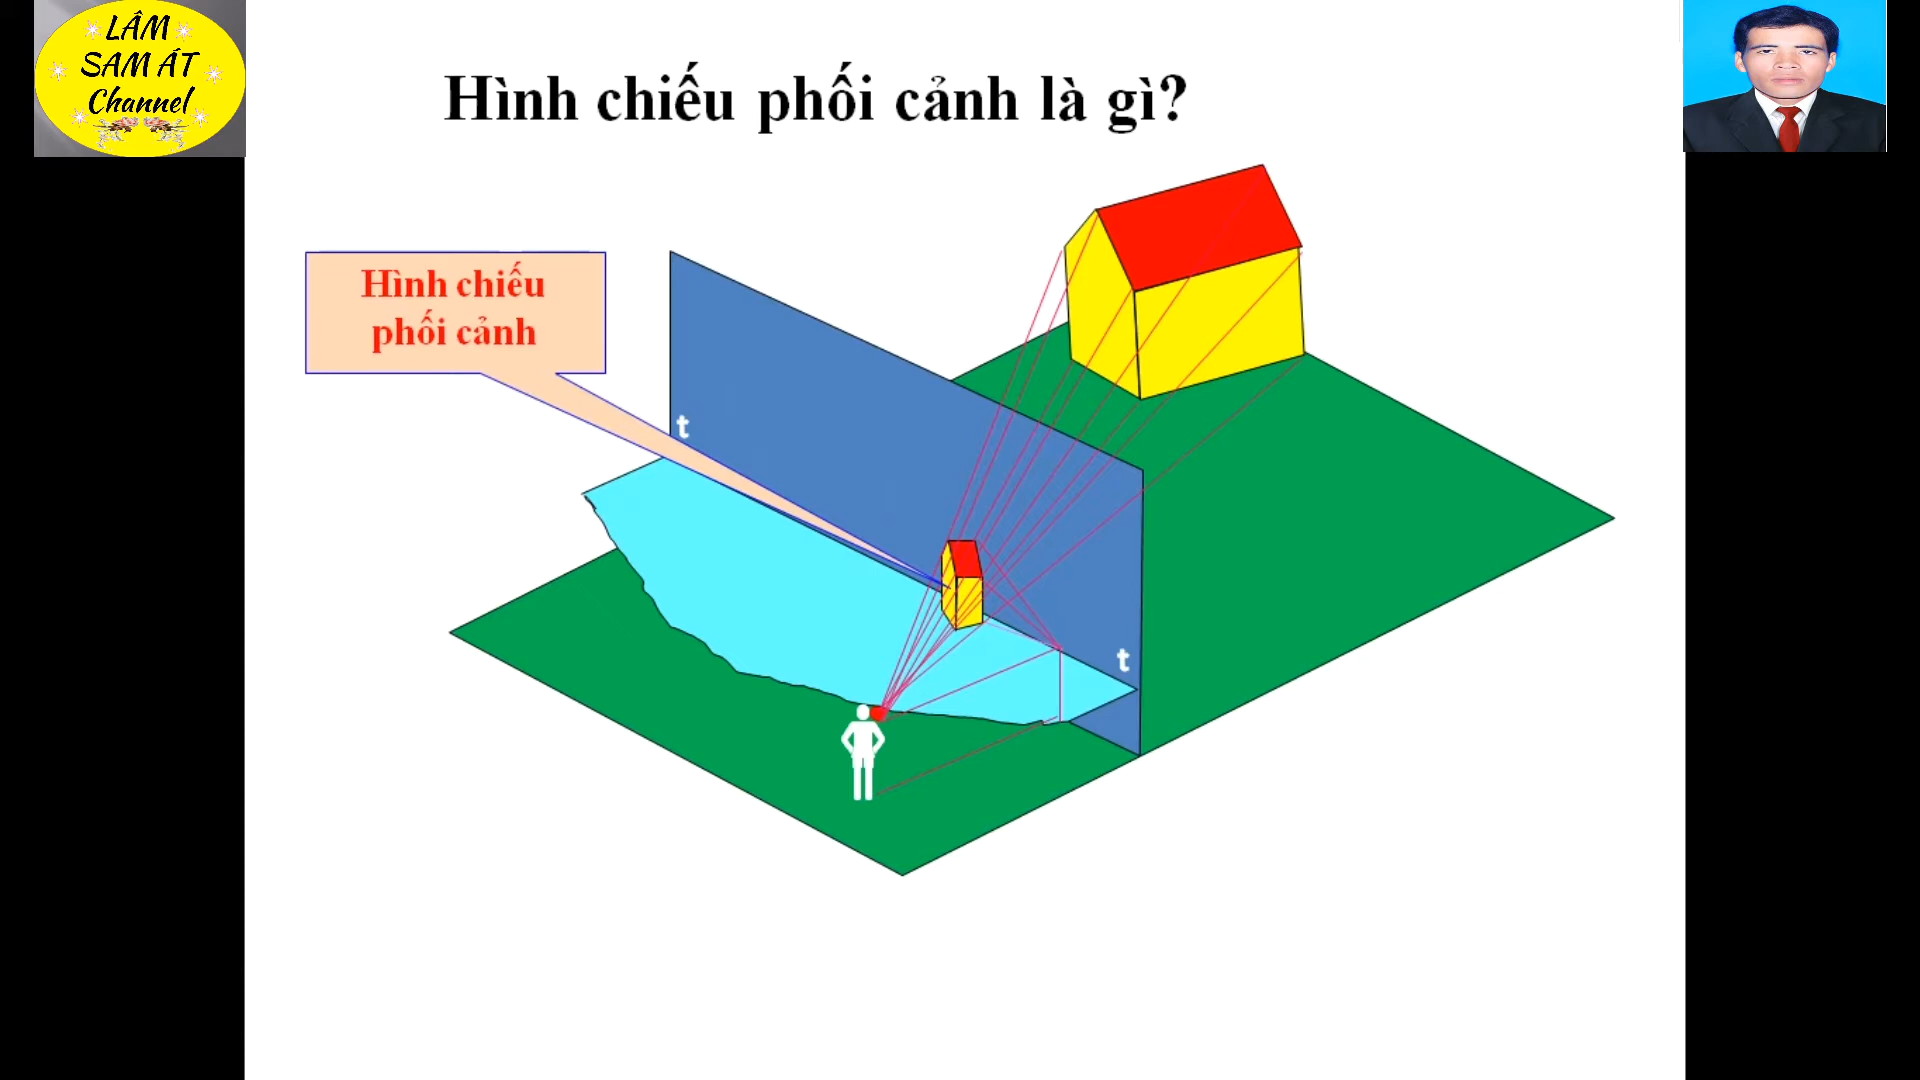 LÂM
SAM ÁT
Channel
Hình chiếu phối cảnh là gì?
Hình chiếu
phối cảnh
t
t